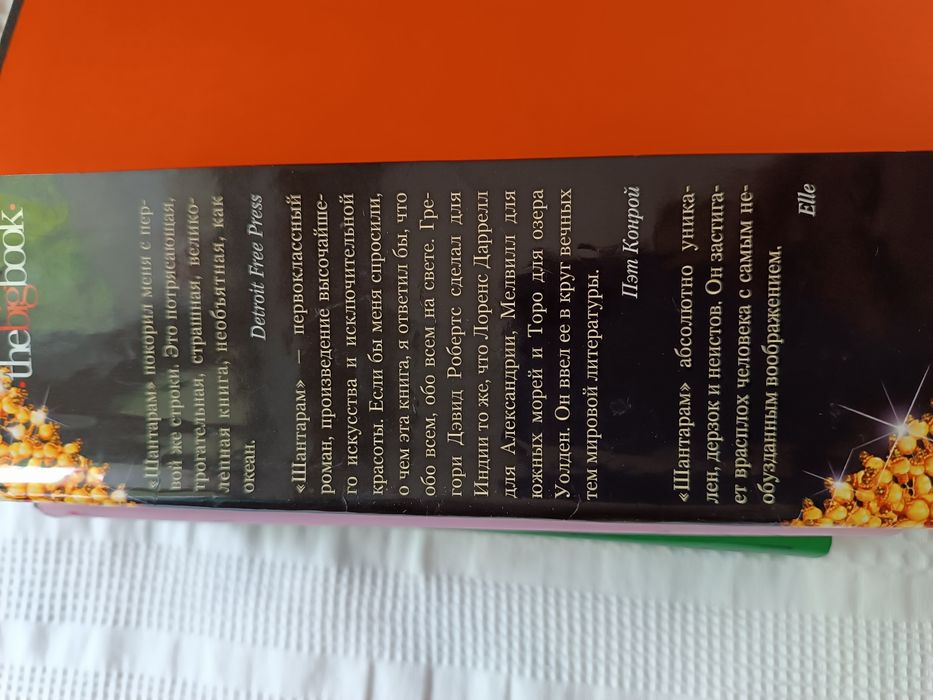 ·thebigbook·
«Шантарам» покорил меня с пер-
вой же строки. Это потрясающая,
трогательная, страшная, велико-
лепная книга, необъятная, как
океан.
Detroit Free Press
«Шантарам» – первоклассный
роман, произведение высочайше-
го искусства и исключительной
красоты. Если бы меня спросили,
о чем эта книга, я ответил бы, что
обо всем, обо всем на свете. Гре-
гори Дэвид Робертс сделал для
Индии то же, что Лоренс Даррелл
для Александрии, Мелвилл для
южных морей и Торо для озера
Уолден. Он ввел ее в круг вечных
тем мировой литературы.
Пэт Конрой
«Шантарам» абсолютно уника-
лен, дерзок и неистов. Он застига-
ет врасплох человека с самым не-
обузданным воображением.
Elle